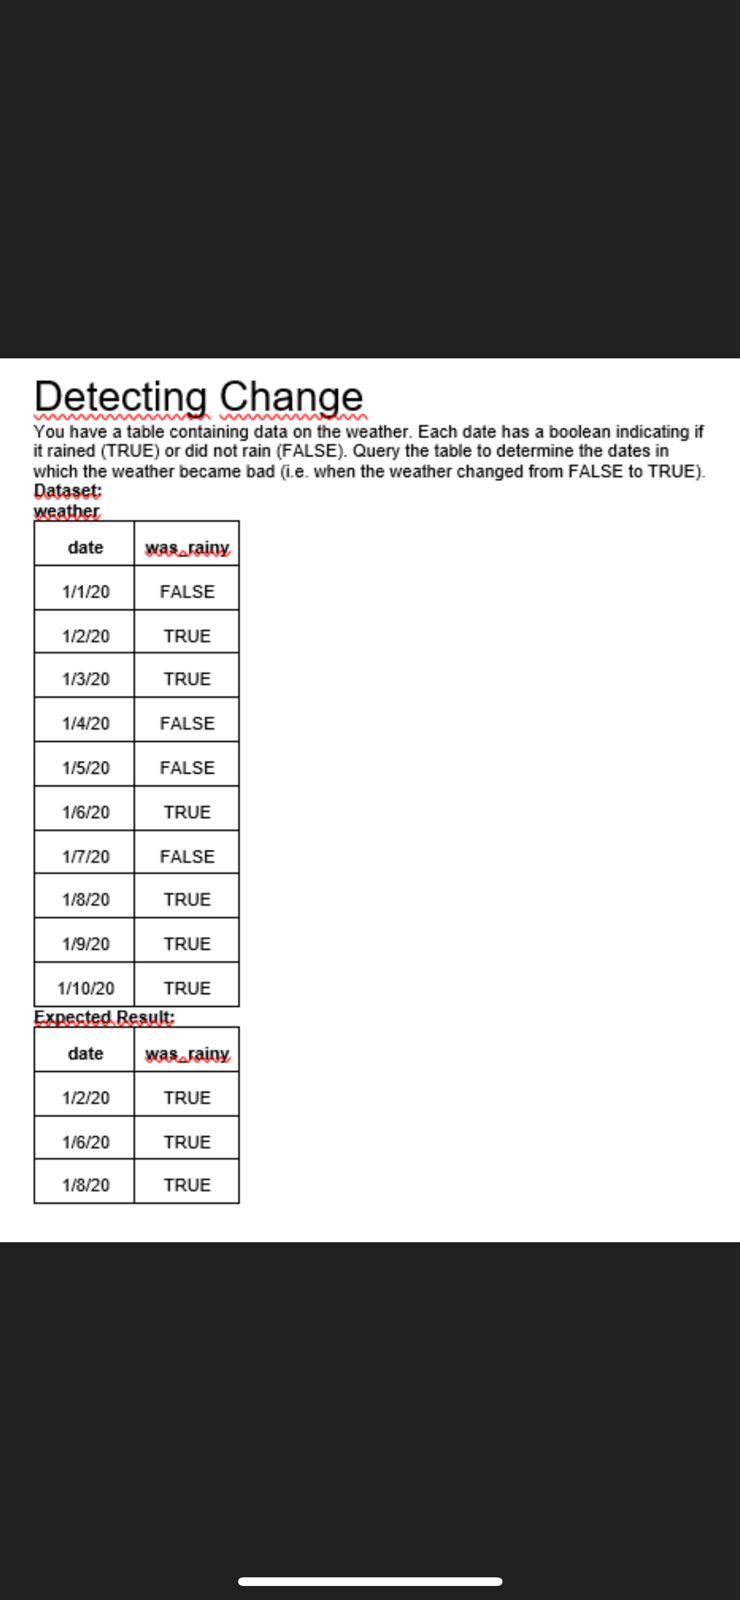 Detecting Change
You have a table containing data on the weather. Each date has a boolean indicating if
it rained (TRUE) or did not rain (FALSE). Query the table to determine the dates in
which the weather became bad (i.e. when the weather changed from FALSE to TRUE).
Dataset:
weather
date was_rainy
1/1/20 FALSE
1/2/20 TRUE
1/3/20 TRUE
1/4/20 FALSE
1/5/20 FALSE
1/6/20 TRUE
1/7/20 FALSE
1/8/20 TRUE
1/9/20 TRUE
1/10/20 TRUE
Expected Result:
date was_rainy
1/2/20 TRUE
1/6/20 TRUE
1/8/20 TRUE